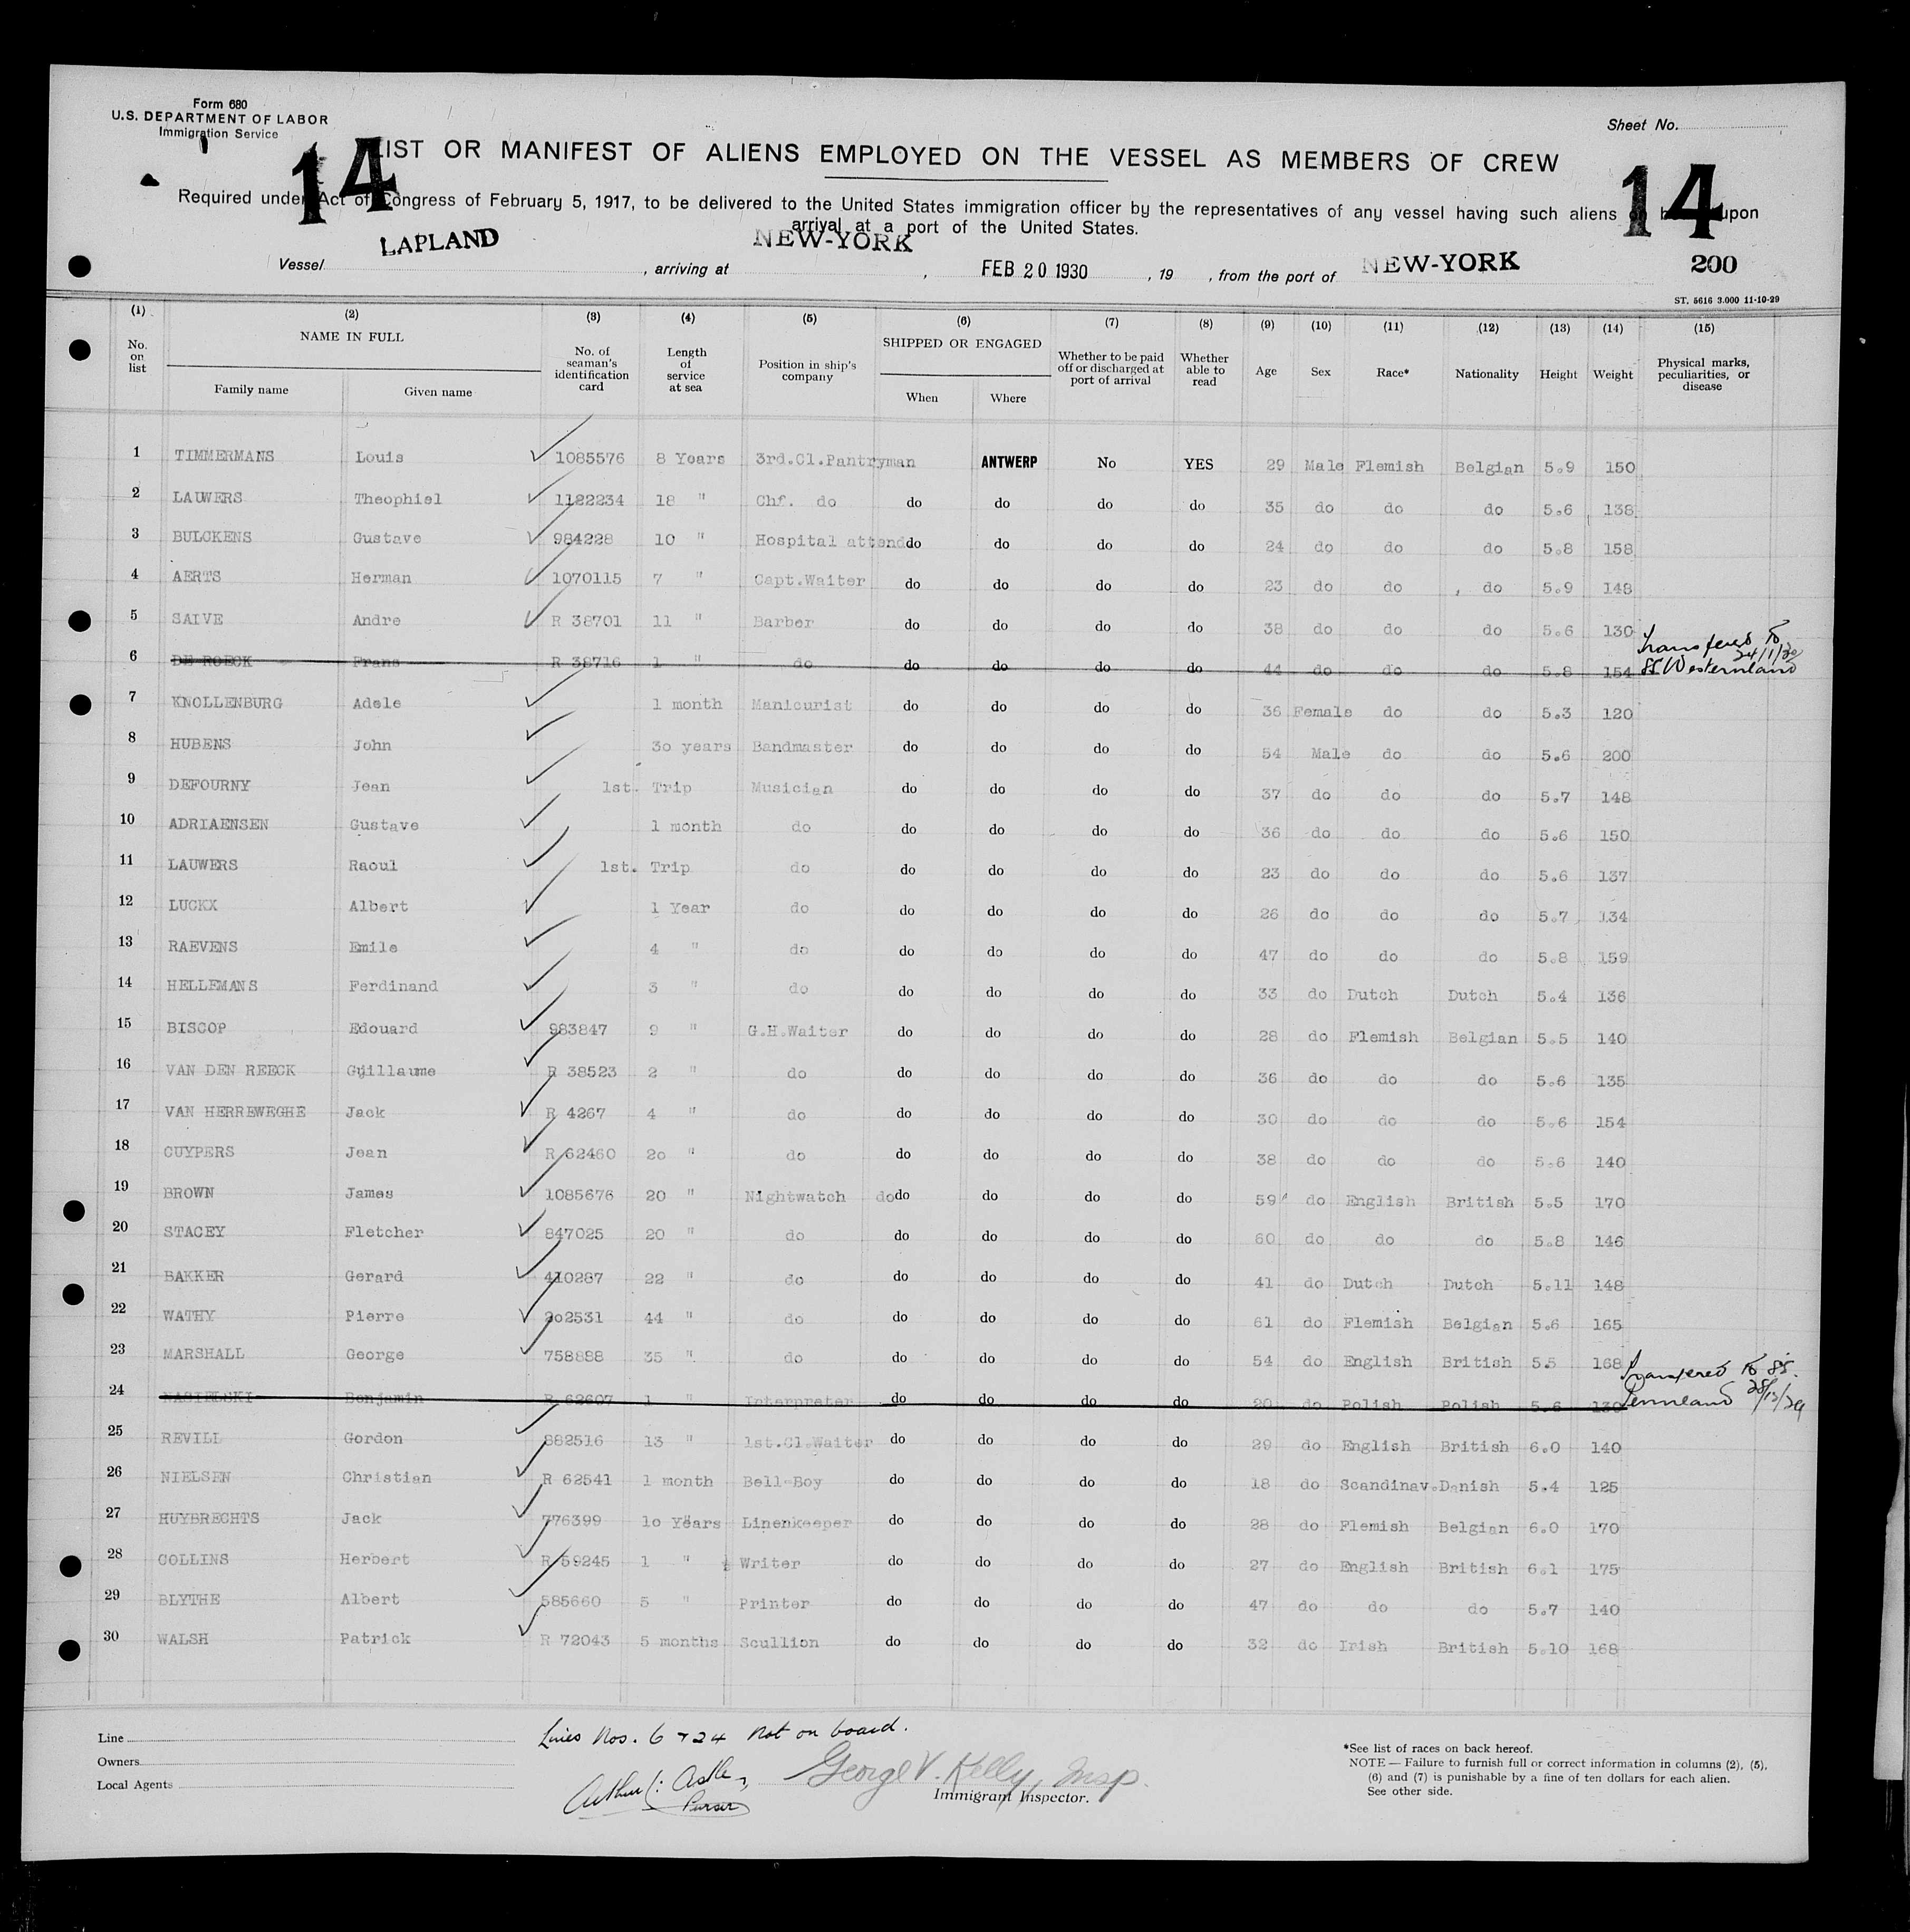 Form 680
U.S. DEPARTMENT OF LABOR
Immigration Service
Sheet No.
14
14
LIST OR MANIFEST OF ALIENS EMPLOYED ON THE VESSEL AS MEMBERS OF CREW
Required under Act of Congress of February 5, 1917, to be delivered to the United States immigration officer by the representatives of any vessel having such aliens on upon
arrival at a port of the United States.
Vessel LAPLAND, arriving at NEW-YORK, FEB 20 1930, 19 , from the port of NEW-YORK 200
ST. 5616 3.000 11-10-29
(1) (2) (3) (4) (5) (6) (7) (8) (9) (10) (11) (12) (13) (14) (15)
No. on list NAME IN FULL Family name Given name No. of seaman's identification card Length of service at sea Position in ship's company SHIPPED OR ENGAGED When Where Whether to be paid off or discharged at port of arrival Whether able to read Age Sex Race* Nationality Height Weight Physical marks, peculiarities, or disease
1 TIMMERMANS Louis 1085576 8 Years 3rd.Cl.Pantryman ANTWERP No YES 29 Male Flemish Belgian 5.9 150
2 LAUWERS Theophiel 1122234 18 " Chf. do do do do do 35 do do do 5.6 138
3 BULCKENS Gustave 984228 10 " Hospital attend do do do do 24 do do do 5.8 158
4 AERTS Herman 1070115 7 " Capt.Waiter do do do do 23 do do do 5.9 148
5 SAIVE Andre R 38701 11 " Barber do do do do 38 do do do 5.6 130
6 DE ROECK Frans R 38716 1 " do do do do do 44 do do do 5.8 154 Transfered to SS Westernland 24/1/30
7 KNOLLENBURG Adele 1 month Manicurist do do do do 36 Female do do 5.3 120
8 HUBENS John 30 years Bandmaster do do do do 54 Male do do 5.6 200
9 DEFOURNY Jean 1st. Trip Musician do do do do 37 do do do 5.7 148
10 ADRIAENSEN Gustave 1 month do do do do do 36 do do do 5.6 150
11 LAUWERS Raoul 1st. Trip do do do do do 23 do do do 5.6 137
12 LUCKX Albert 1 Year do do do do do 26 do do do 5.7 134
13 RAEVENS Emile 4 " do do do do do 47 do do do 5.8 159
14 HELLEMANS Ferdinand 3 " do do do do do 33 do Dutch Dutch 5.4 136
15 BISCOP Edouard 983847 9 " G.H.Waiter do do do do 28 do Flemish Belgian 5.5 140
16 VAN DEN REECK Guillaume R 38523 2 " do do do do do 36 do do do 5.6 135
17 VAN HERREWEGHE Jack R 4267 4 " do do do do do 30 do do do 5.6 154
18 CUYPERS Jean R 62460 20 " do do do do do 38 do do do 5.6 140
19 BROWN James 1085676 20 " Nightwatch do do do do do 59 do English British 5.5 170
20 STACEY Fletcher 847025 20 " do do do do do 60 do do do 5.8 146
21 BAKKER Gerard 410287 22 " do do do do do 41 do Dutch Dutch 5.11 148
22 WATHY Pierre 202531 44 " do do do do do 61 do Flemish Belgian 5.6 165
23 MARSHALL George 758888 35 " do do do do do 54 do English British 5.5 168
24 NASIELSKI Benjamin R 62607 1 " Interpreter do do do do 20 do Polish Polish 5.6 130 Transfered to SS. Pennland 28/12/29
25 REVILL Gordon 882516 13 " 1st.Cl.Waiter do do do do 29 do English British 6.0 140
26 NIELSEN Christian R 62541 1 month Bell-Boy do do do do 18 do Scandinav. Danish 5.4 125
27 HUYBRECHTS Jack 776399 10 Years Linenkeeper do do do do 28 do Flemish Belgian 6.0 170
28 COLLINS Herbert R 59245 1 " Writer do do do do 27 do English British 6.1 175
29 BLYTHE Albert 585660 5 " Printer do do do do 47 do do do 5.7 140
30 WALSH Patrick R 72043 5 months Scullion do do do do 32 do Irish British 5.10 168
Line
Owners
Local Agents
Lines Nos. 6 & 24 not on board.
Arthur Purser
George V. Kelly, Insp.
Immigrant Inspector.
*See list of races on back hereof.
NOTE — Failure to furnish full or correct information in columns (2), (5),
(6) and (7) is punishable by a fine of ten dollars for each alien.
See other side.